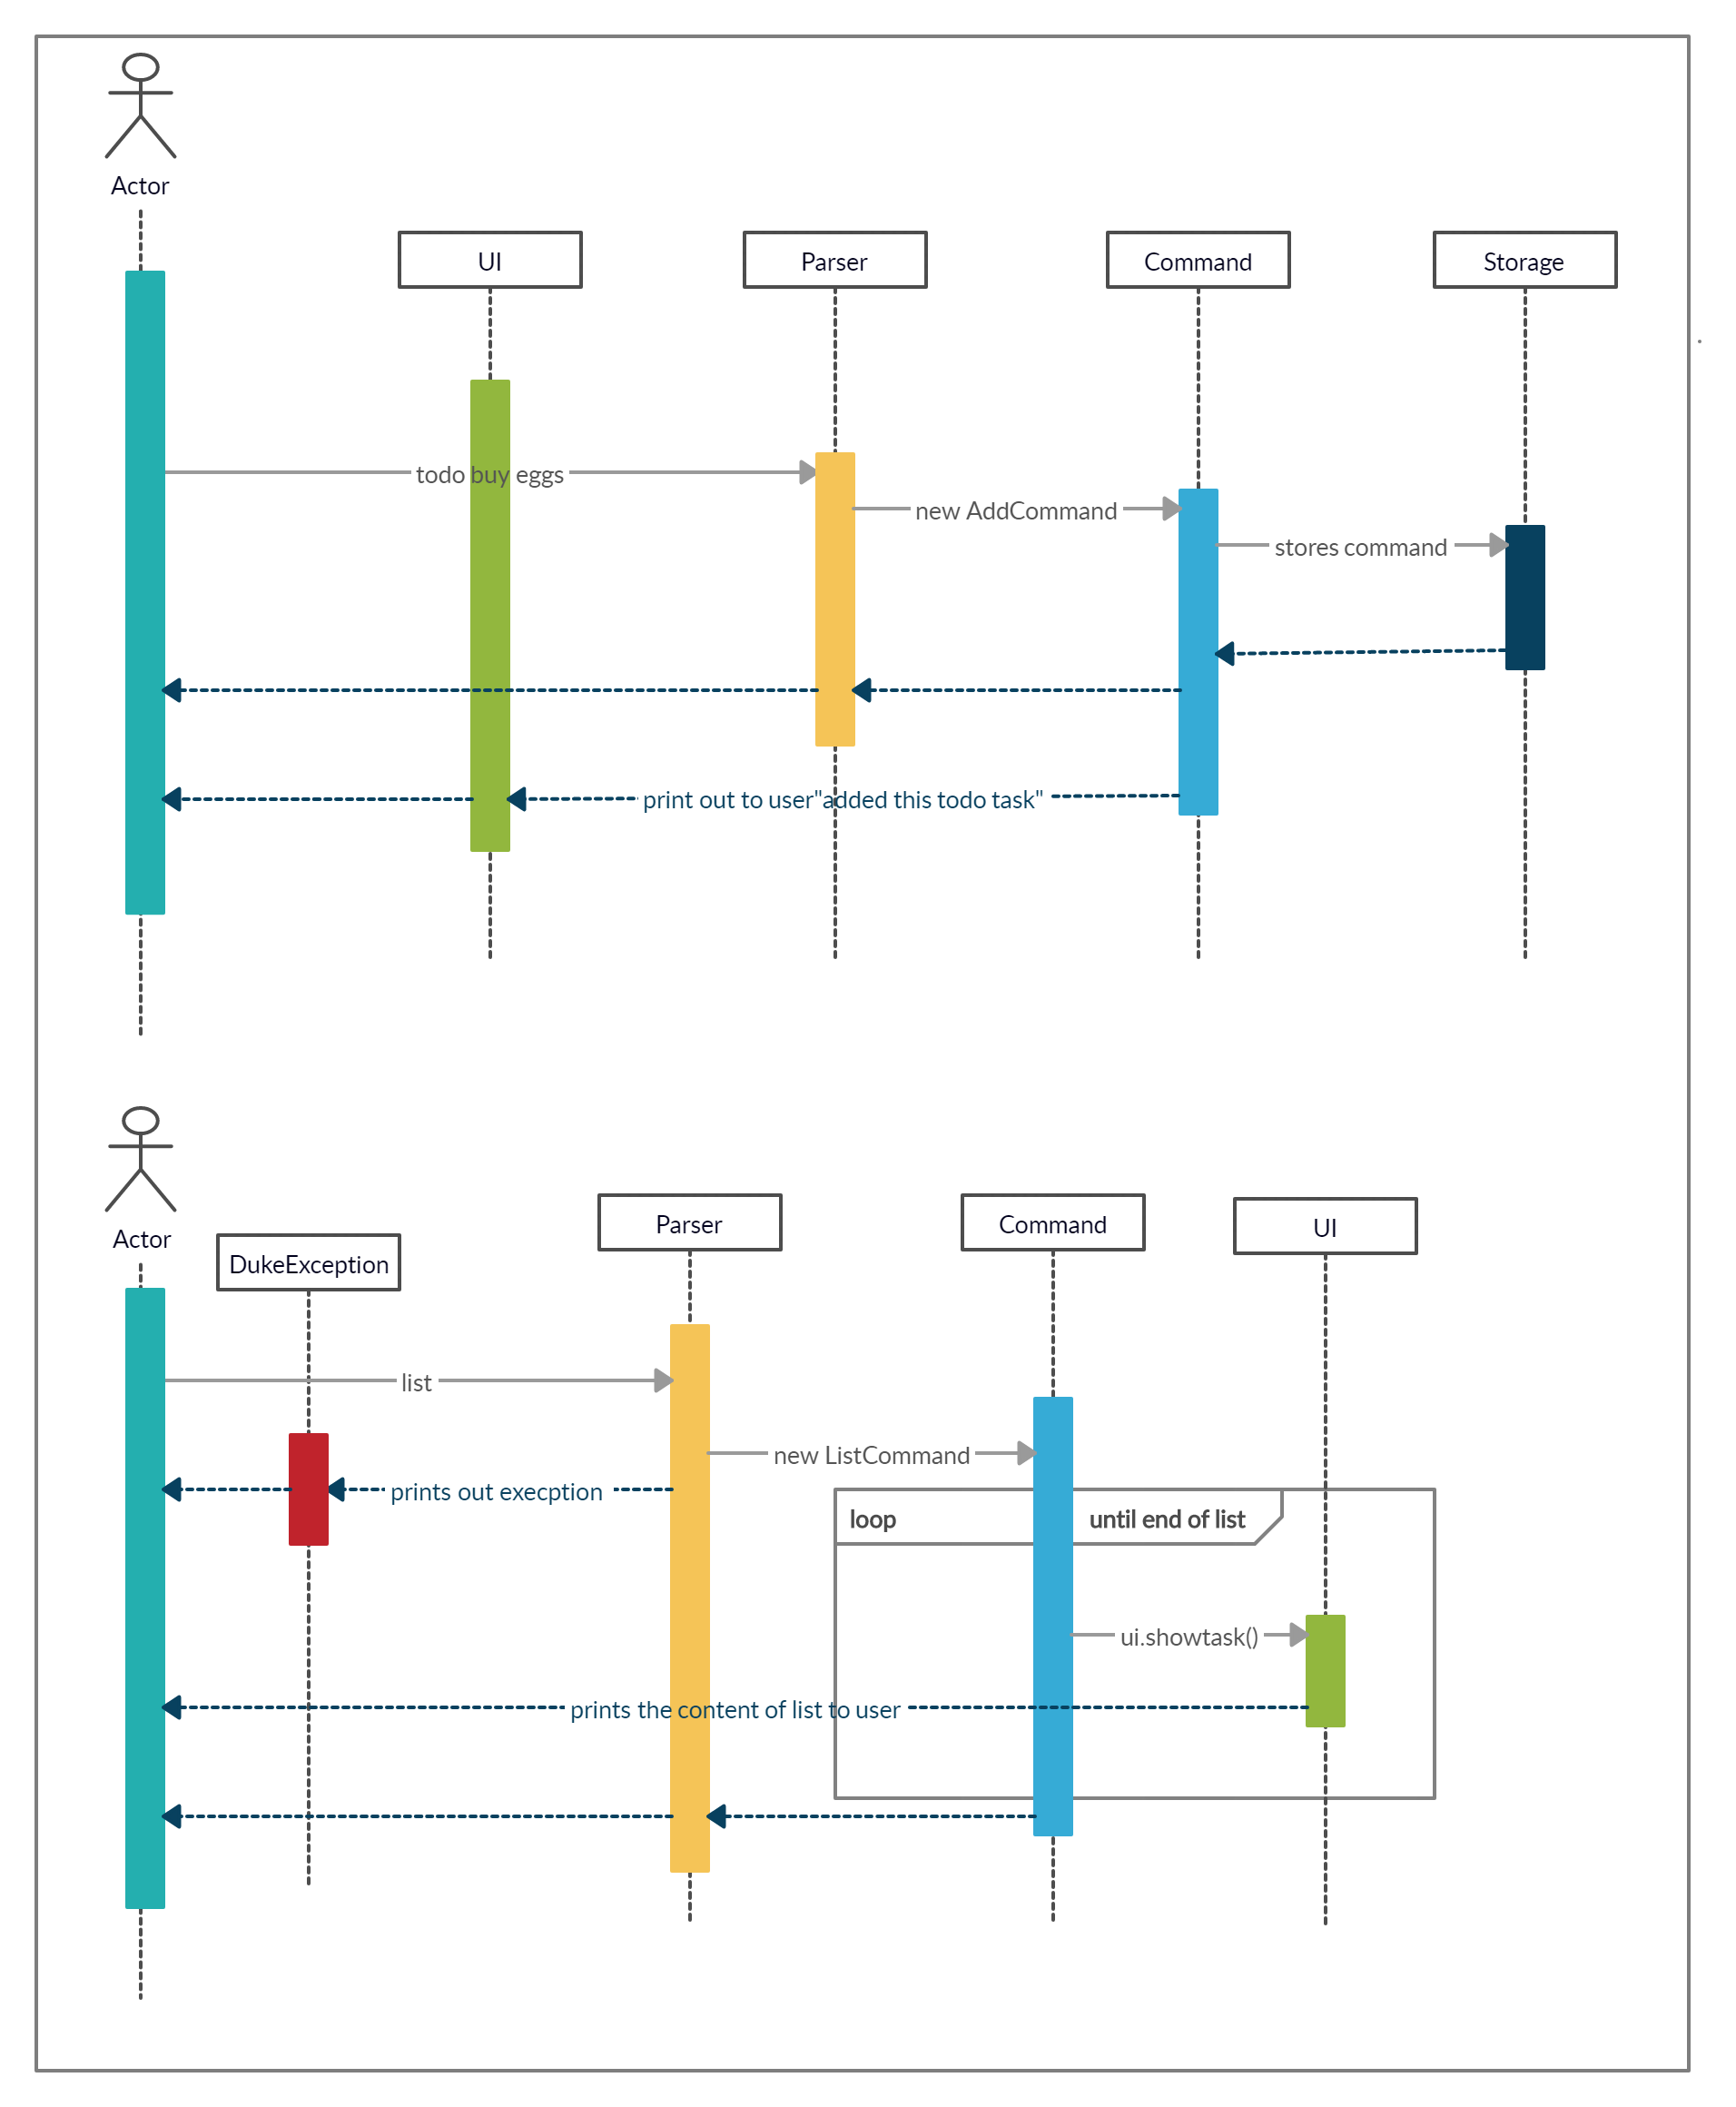 Actor
UI
Parser
Command
Storage
todo buy eggs
new AddCommand
stores command
print out to user"added this todo task"
Actor
DukeException
Parser
Command
UI
list
new ListCommand
prints out execption
loop
until end of list
ui.showtask()
prints the content of list to user